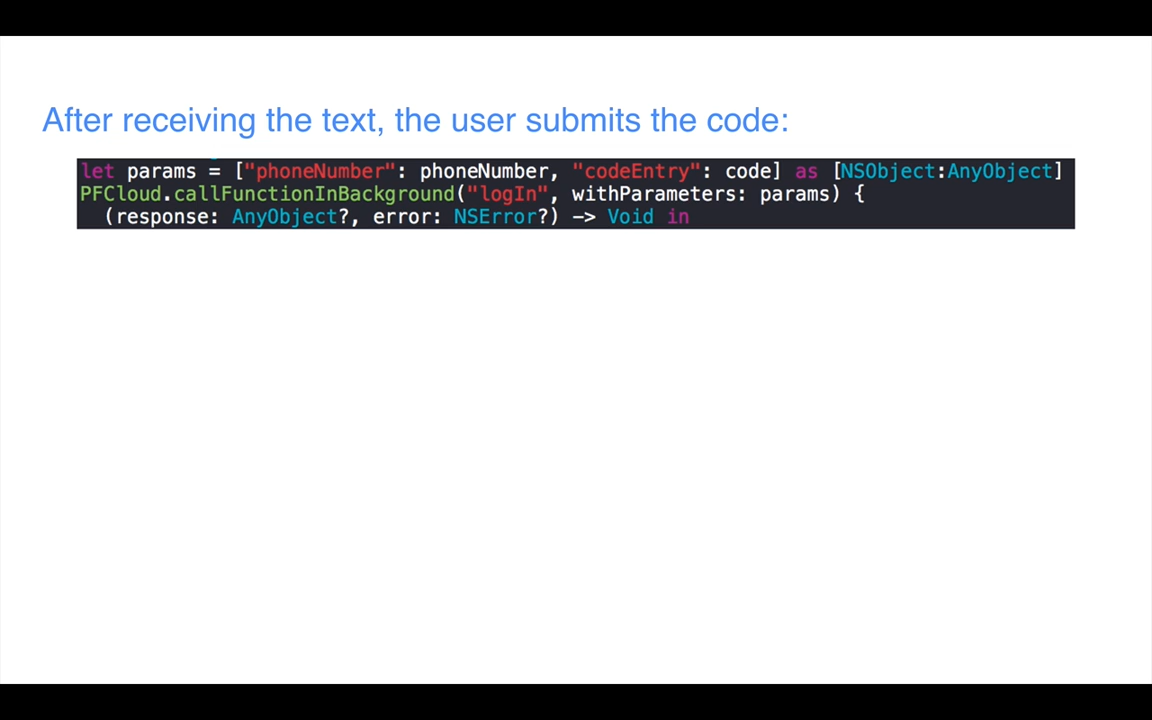 After receiving the text, the user submits the code:
let params = ["phoneNumber": phoneNumber, "codeEntry": code] as [NSObject:AnyObject]
PFCloud.callFunctionInBackground("logIn", withParameters: params) {
  (response: AnyObject?, error: NSError?) -> Void in